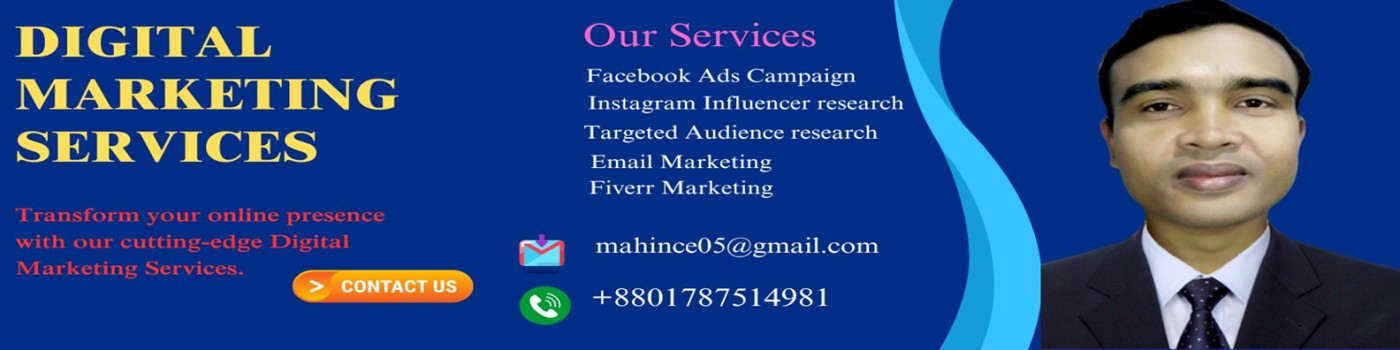 DIGITAL
MARKETING
SERVICES
Transform your online presence
with our cutting-edge Digital
Marketing Services.
> CONTACT US
Our Services
Facebook Ads Campaign
Instagram Influencer research
Targeted Audience research
Email Marketing
Fiverr Marketing
mahince05@gmail.com
+8801787514981